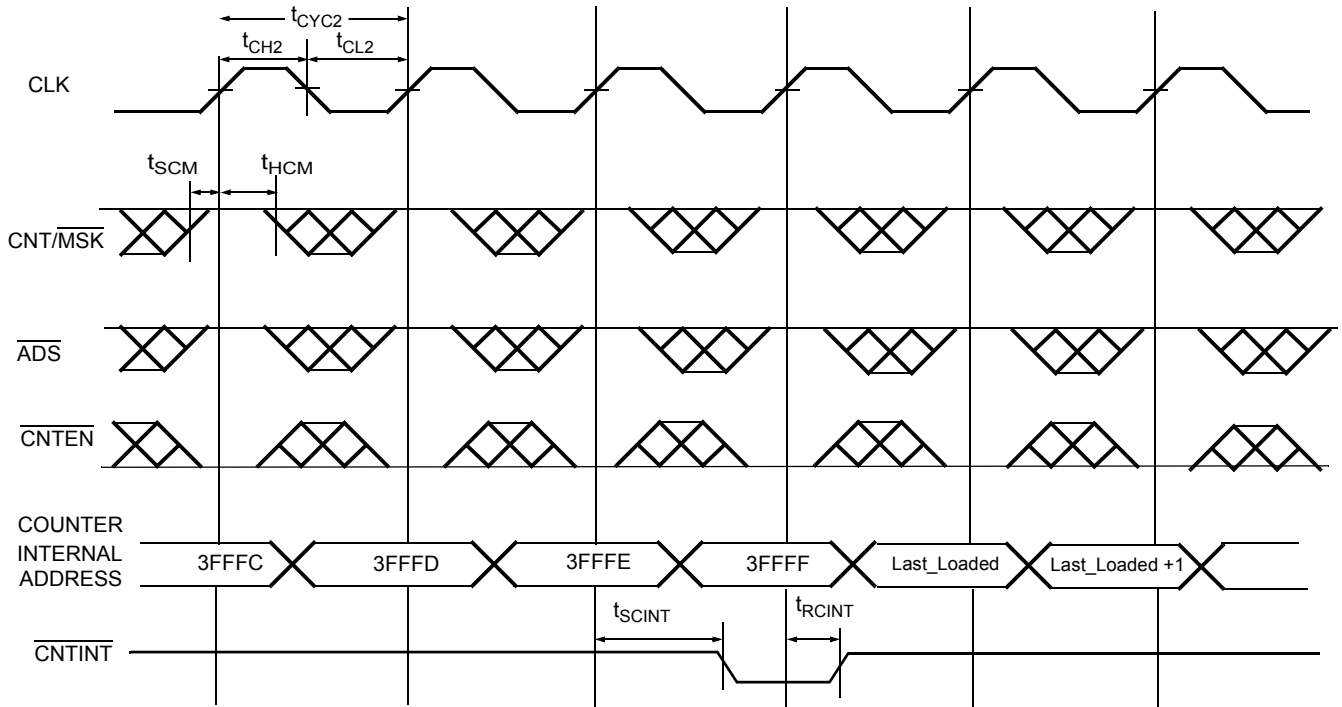 tCYC2
tCH2
tCL2
CLK
tSCM
tHCM
CNT/MSK
ADS
CNTEN
COUNTER
INTERNAL
ADDRESS
3FFFC
3FFFD
3FFFE
3FFFF
Last_Loaded
Last_Loaded +1
tSCINT
tRCINT
CNTINT